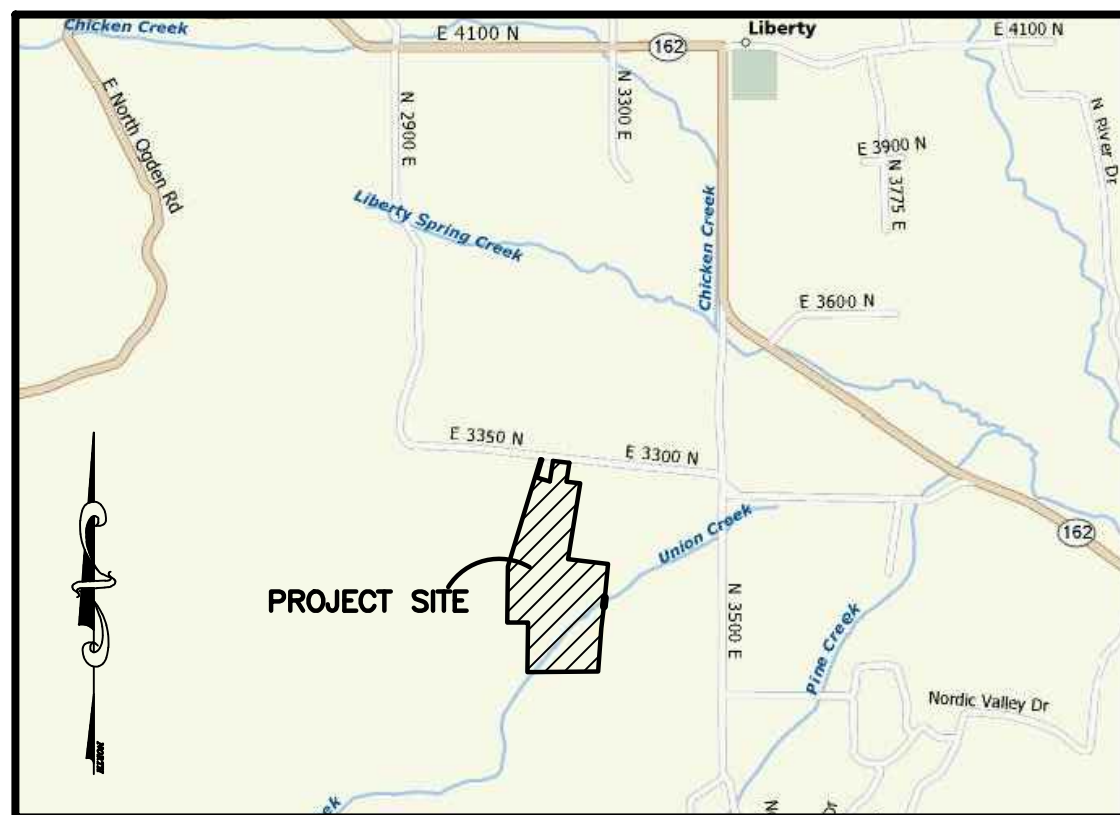 Chicken Creek
E 4100 N
162
Liberty
E 4100 N
E North Ogden Rd
N 2900 E
N 3300 E
E 3900 N
N 3775 E
N River Dr
Liberty Spring Creek
Chicken Creek
E 3600 N
E 3350 N
E 3300 N
162
Union Creek
PROJECT SITE
N 3500 E
Pine Creek
Nordic Valley Dr
NORTH